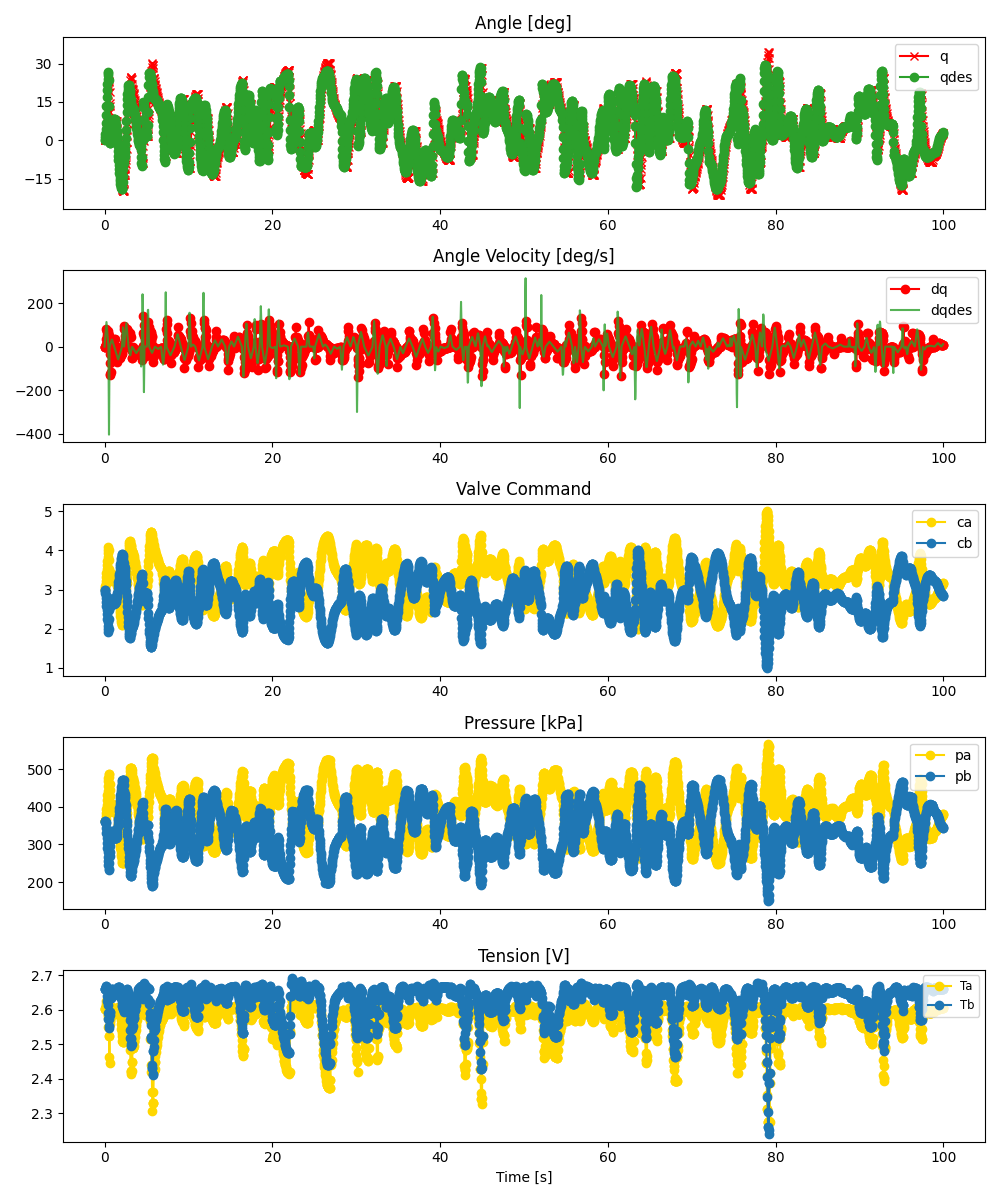 Angle [deg]
30
15
0
−15
q
qdes
0 20 40 60 80 100
Angle Velocity [deg/s]
200
0
−200
−400
dq
dqdes
0 20 40 60 80 100
Valve Command
5
4
3
2
1
ca
cb
0 20 40 60 80 100
Pressure [kPa]
500
400
300
200
pa
pb
0 20 40 60 80 100
Tension [V]
2.7
2.6
2.5
2.4
2.3
Ta
Tb
0 20 40 60 80 100
Time [s]